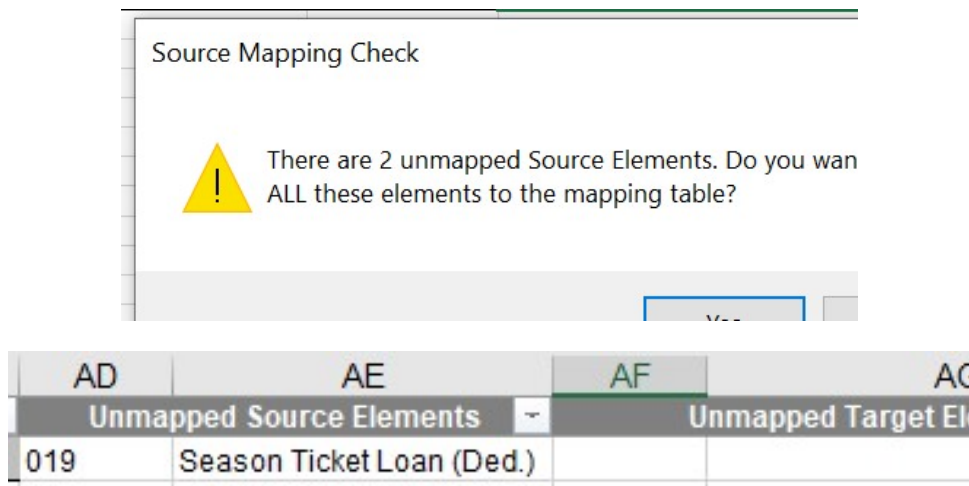 Source Mapping Check
There are 2 unmapped Source Elements. Do you wan
ALL these elements to the mapping table?
AD AE AF
Unmapped Source Elements Unmapped Target
019 Season Ticket Loan (Ded.)